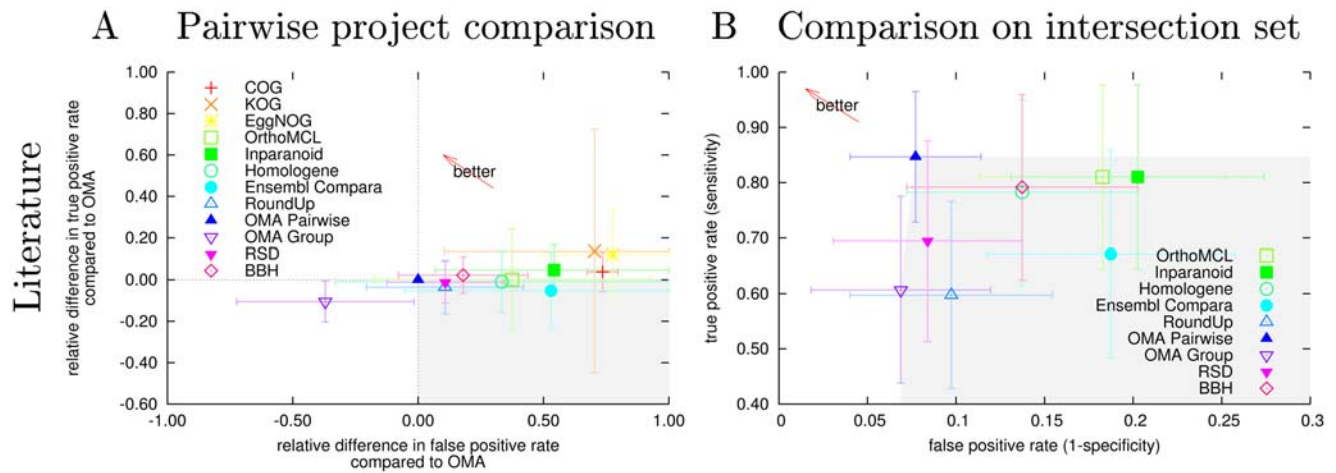 A Pairwise project comparison
B Comparison on intersection set
Literature
relative difference in true positive rate
compared to OMA
1.00
0.80
0.60
0.40
0.20
0.00
-0.20
-0.40
-0.60
COG
KOG
EggNOG
OrthoMCL
Inparanoid
Homologene
Ensembl Compara
RoundUp
OMA Pairwise
OMA Group
RSD
BBH
better
-1.00 -0.50 0.00 0.50 1.00
relative difference in false positive rate
compared to OMA
true positive rate (sensitivity)
1.00
0.90
0.80
0.70
0.60
0.50
0.40
better
OrthoMCL
Inparanoid
Homologene
Ensembl Compara
RoundUp
OMA Pairwise
OMA Group
RSD
BBH
0 0.05 0.1 0.15 0.2 0.25 0.3
false positive rate (1-specificity)